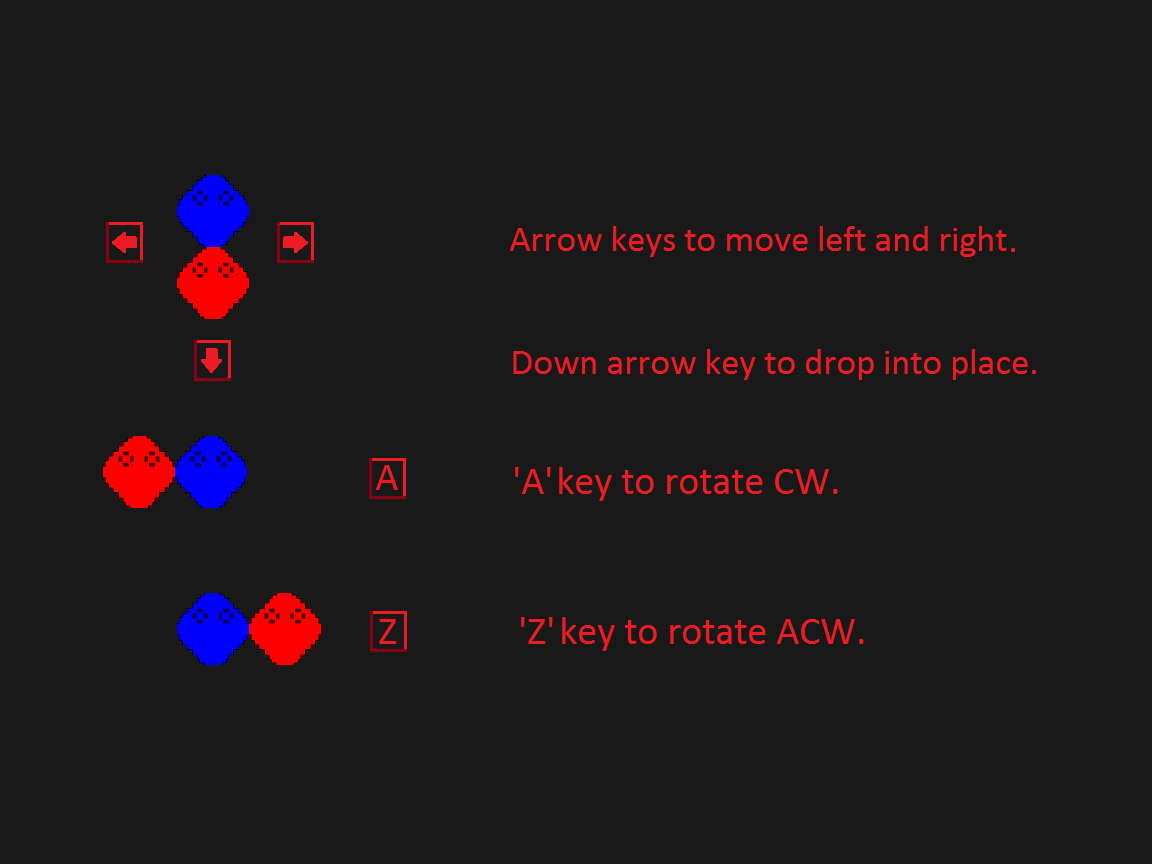 Arrow keys to move left and right.
Down arrow key to drop into place.
A 'A' key to rotate CW.
Z 'Z' key to rotate ACW.